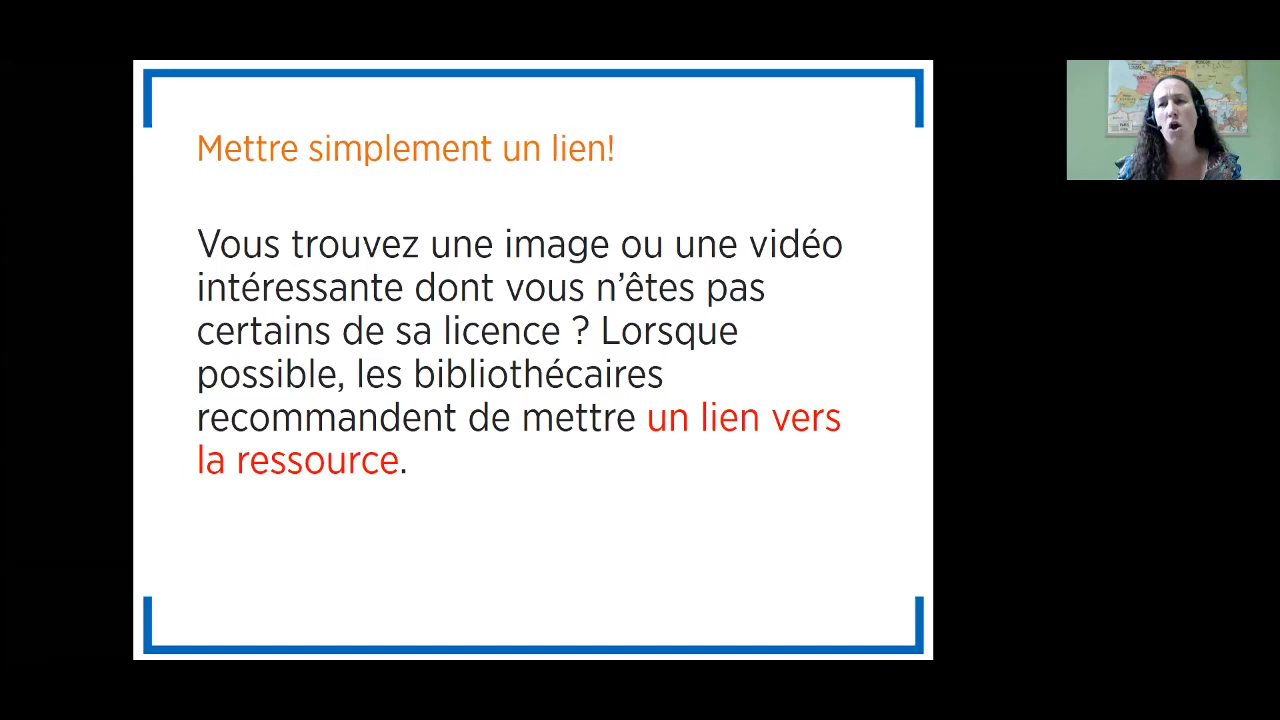 Mettre simplement un lien!
Vous trouvez une image ou une vidéo
intéressante dont vous n’êtes pas
certains de sa licence ? Lorsque
possible, les bibliothécaires
recommandent de mettre un lien vers
la ressource.